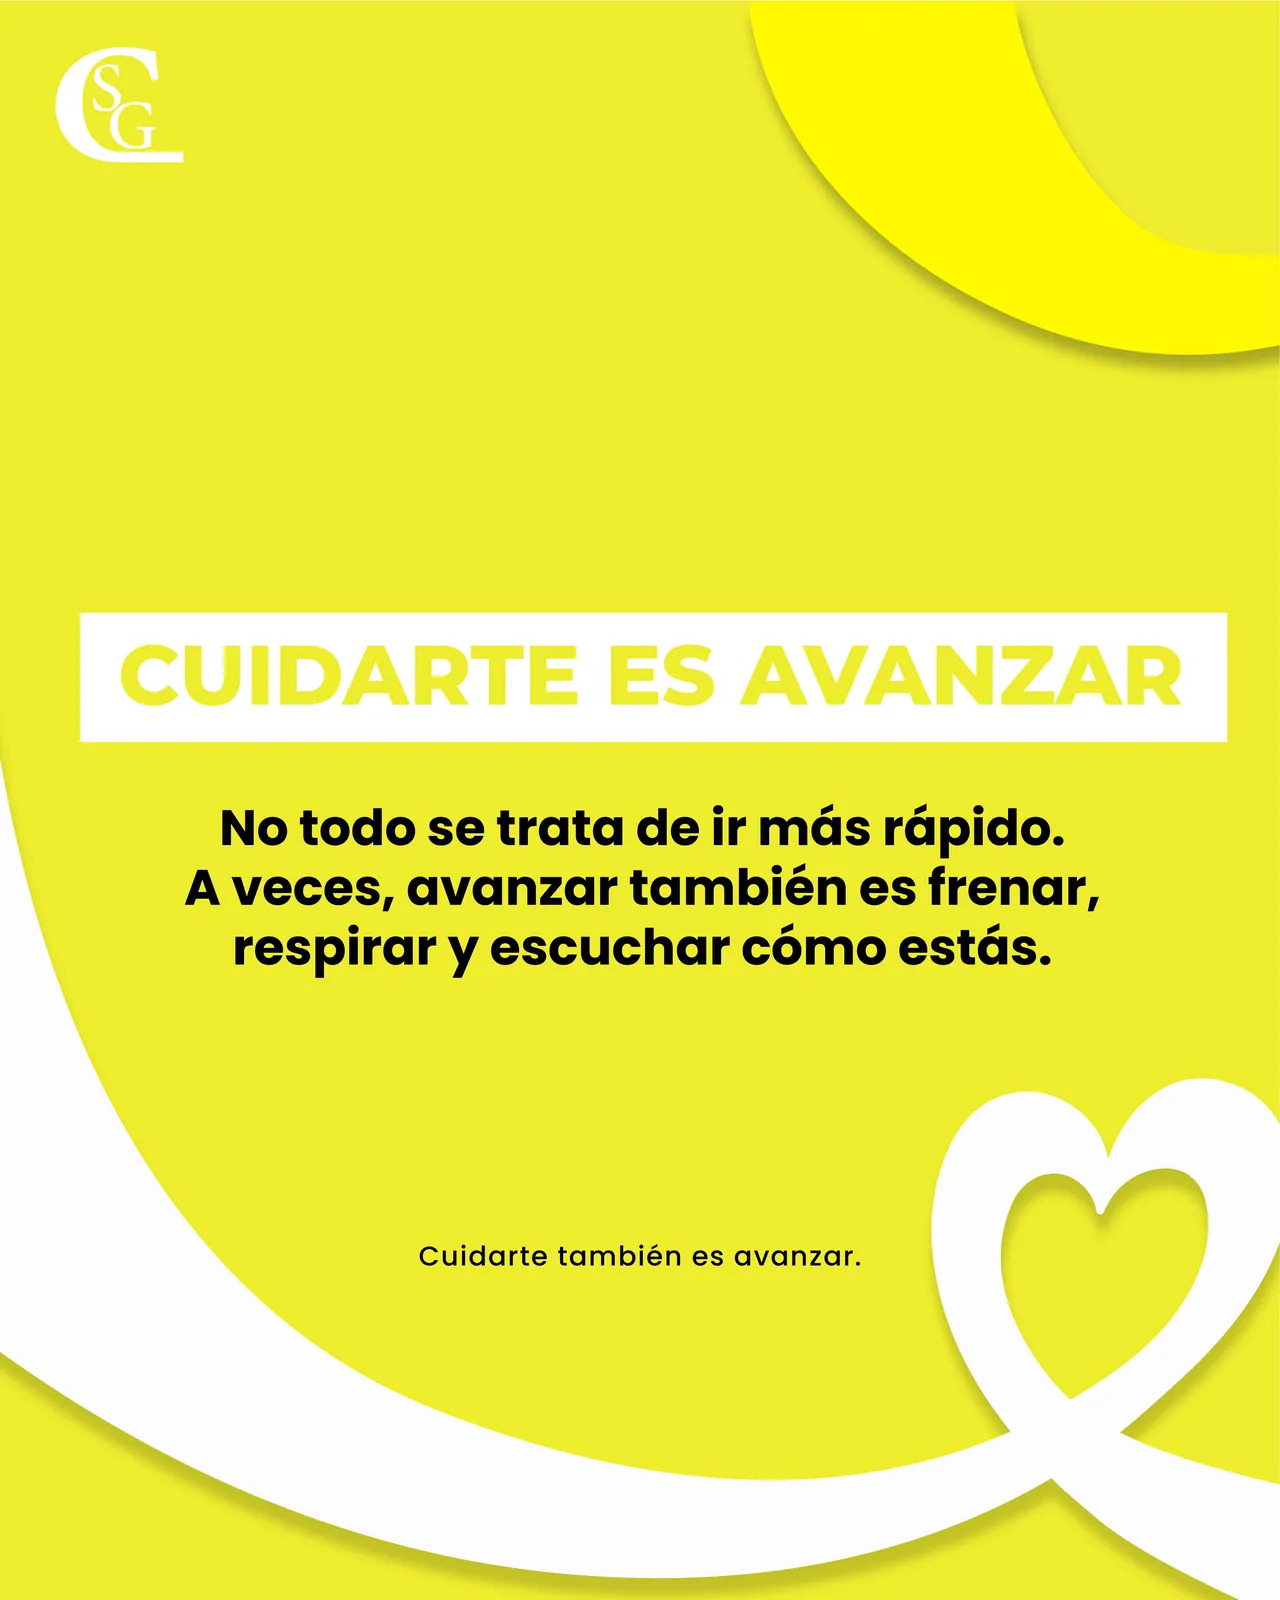 CSG
CUIDARTE ES AVANZAR
No todo se trata de ir más rápido.
A veces, avanzar también es frenar,
respirar y escuchar cómo estás.
Cuidarte también es avanzar.